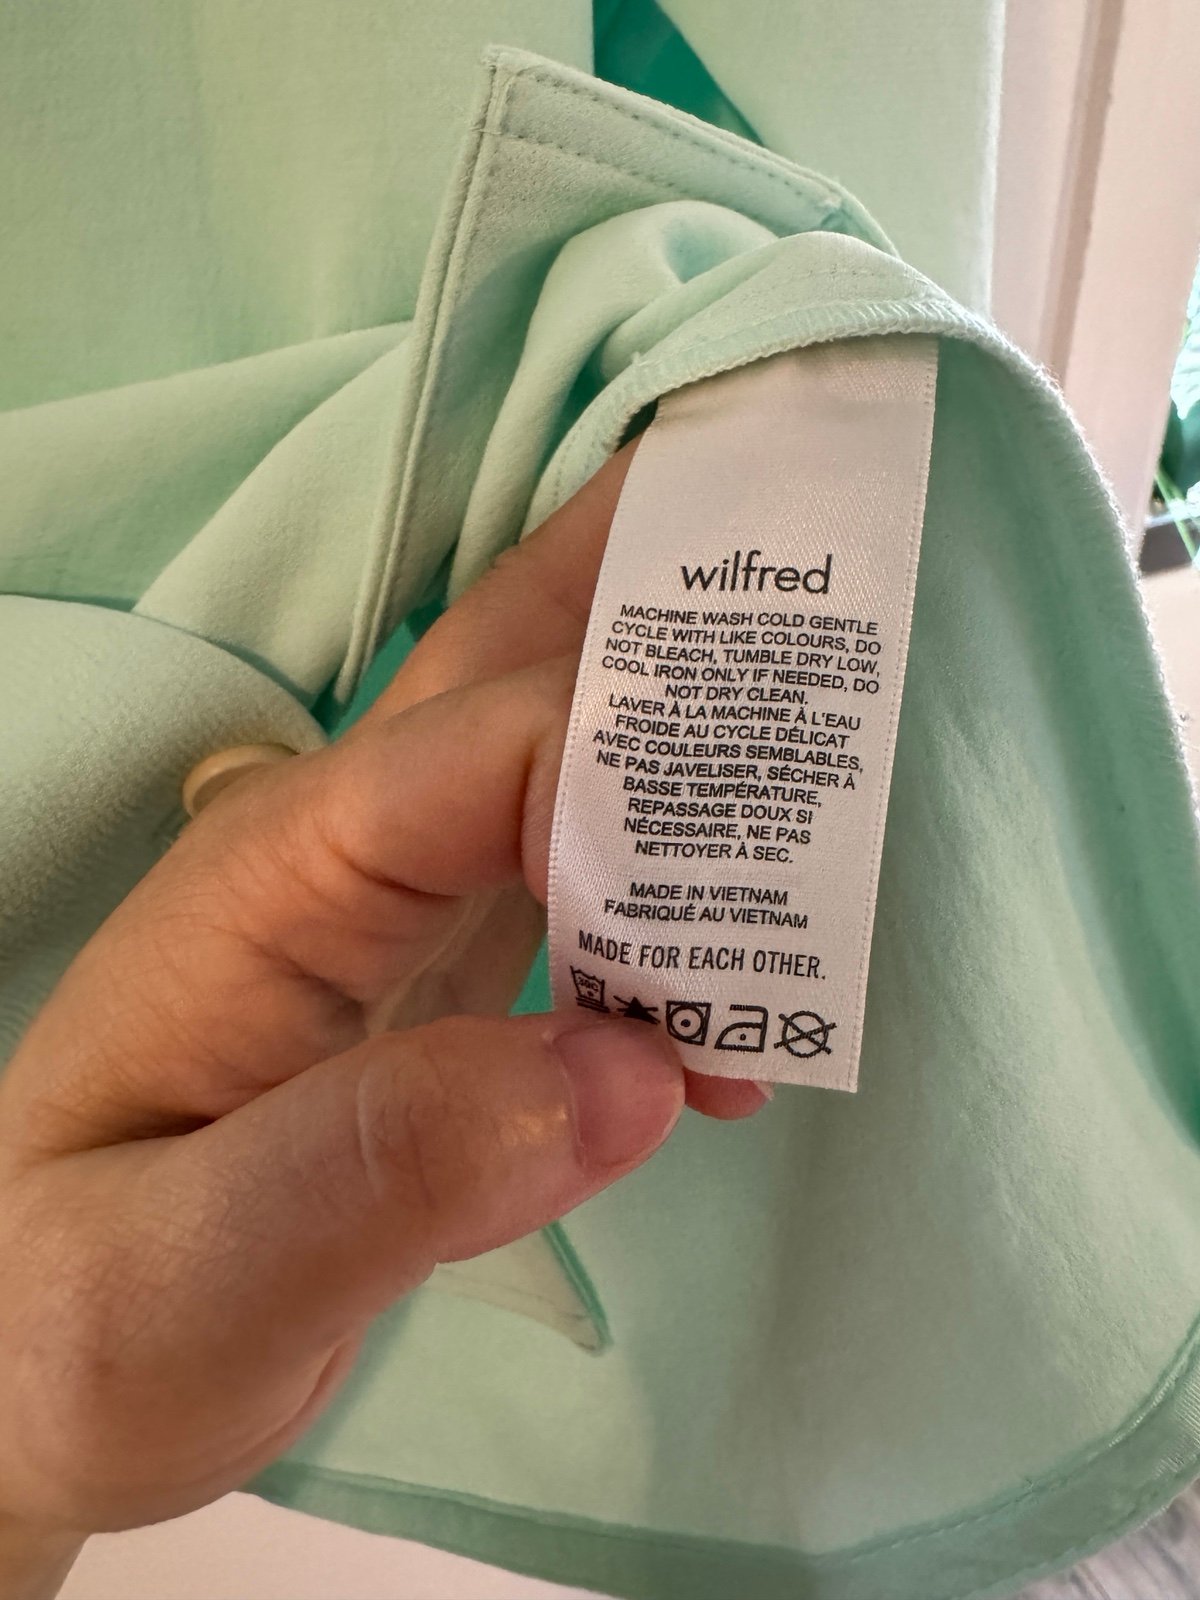 wilfred
MACHINE WASH COLD GENTLE
CYCLE WITH LIKE COLOURS, DO
NOT BLEACH, TUMBLE DRY LOW,
COOL IRON ONLY IF NEEDED, DO
NOT DRY CLEAN.
LAVER À LA MACHINE À L'EAU
FROIDE AU CYCLE DÉLICAT
AVEC COULEURS SEMBLABLES,
NE PAS JAVELISER, SÉCHER À
BASSE TEMPÉRATURE,
REPASSAGE DOUX SI
NÉCESSAIRE, NE PAS
NETTOYER À SEC.
MADE IN VIETNAM
FABRIQUÉ AU VIETNAM
MADE FOR EACH OTHER.
30C